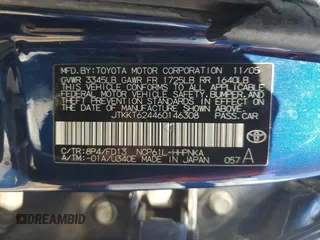 MFD.BY:TOYOTA MOTOR CORPORATION 11/05
GVWR 3345LB GAWR FR 1725LB RR 1640LB
THIS VEHICLE CONFORMS TO ALL APPLICABLE
FEDERAL MOTOR VEHICLE SAFETY, BUMPER, AND
THEFT PREVENTION STANDARDS IN EFFECT ON
THE DATE OF MANUFACTURE SHOWN ABOVE.
JTKKT624460146308 PASS.CAR
C/TR:8P4/FD13 NCP61L-HHPNKA
A/TM:-01A/U340E MADE IN JAPAN 057 A
AutoBidMaster